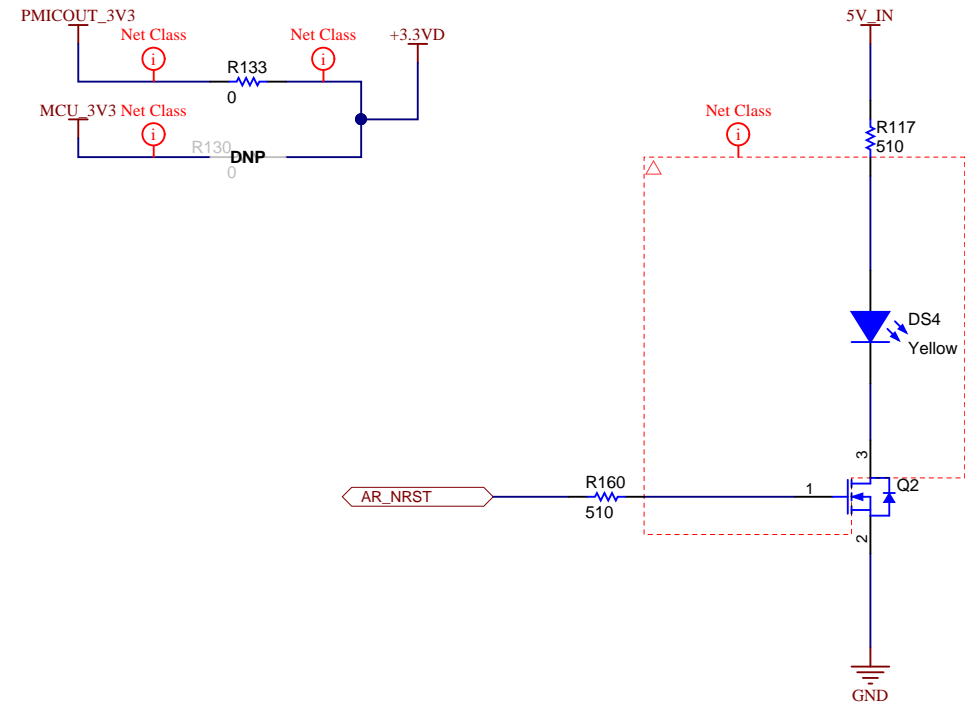 PMICOUT_3V3
5V_IN
Net Class
Net Class
+3.3VD
i
i
R133
0
MCU_3V3
Net Class
Net Class
i
i
R117
510
R130
DNP
0
DS4
Yellow
3
R160
510
AR_NRST
1
Q2
2
GND